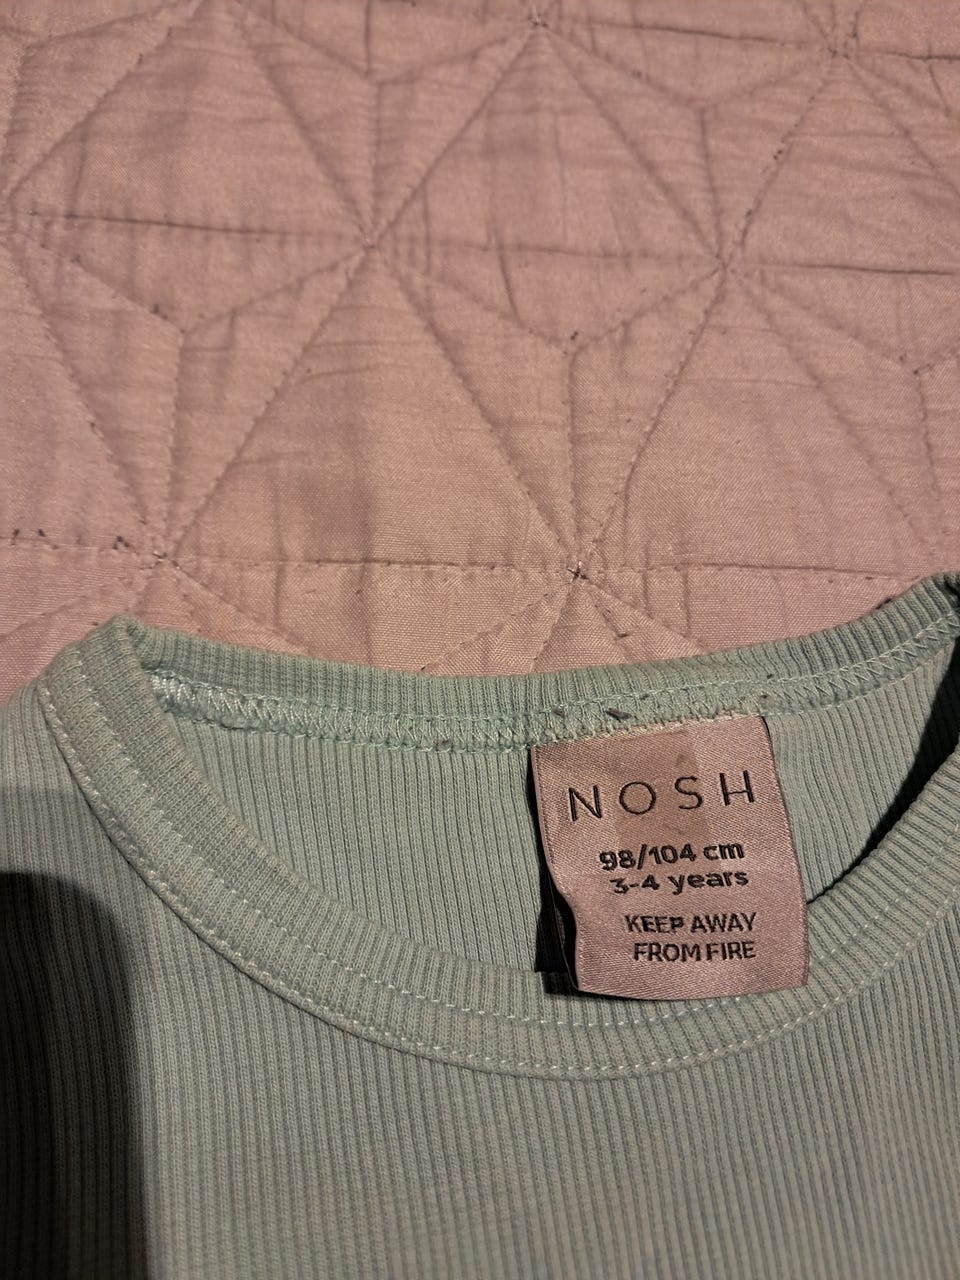 NOSH
98/104 cm
3-4 years
KEEP AWAY
FROM FIRE